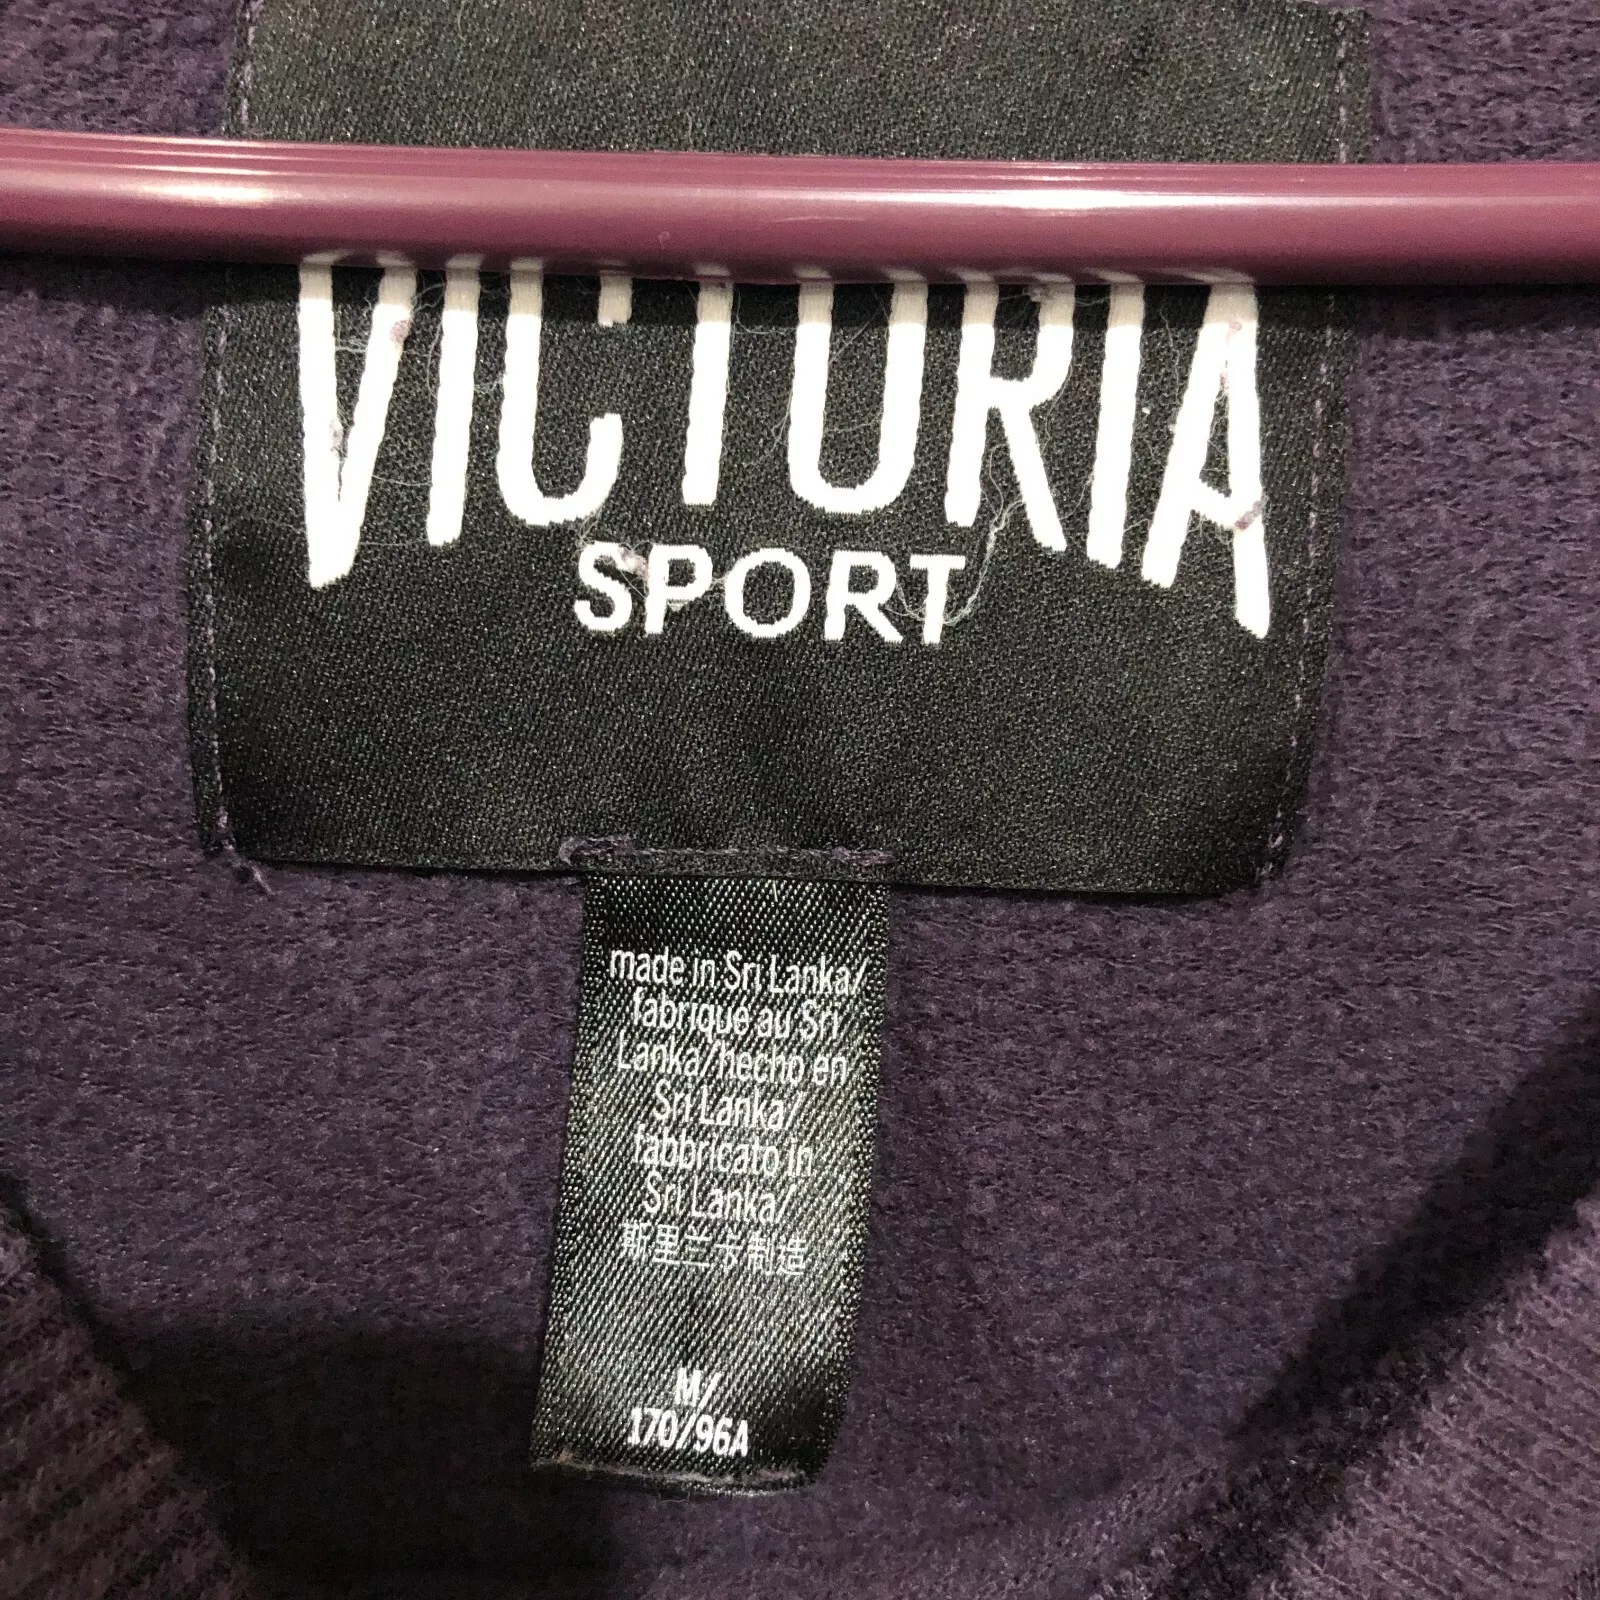 VICTORIA
SPORT
made in Sri Lanka/
fabriqué au Sri
Lanka/hecho en
Sri Lanka/
fabbricato in
Sri Lanka/
斯里兰卡制造
M/
170/96A